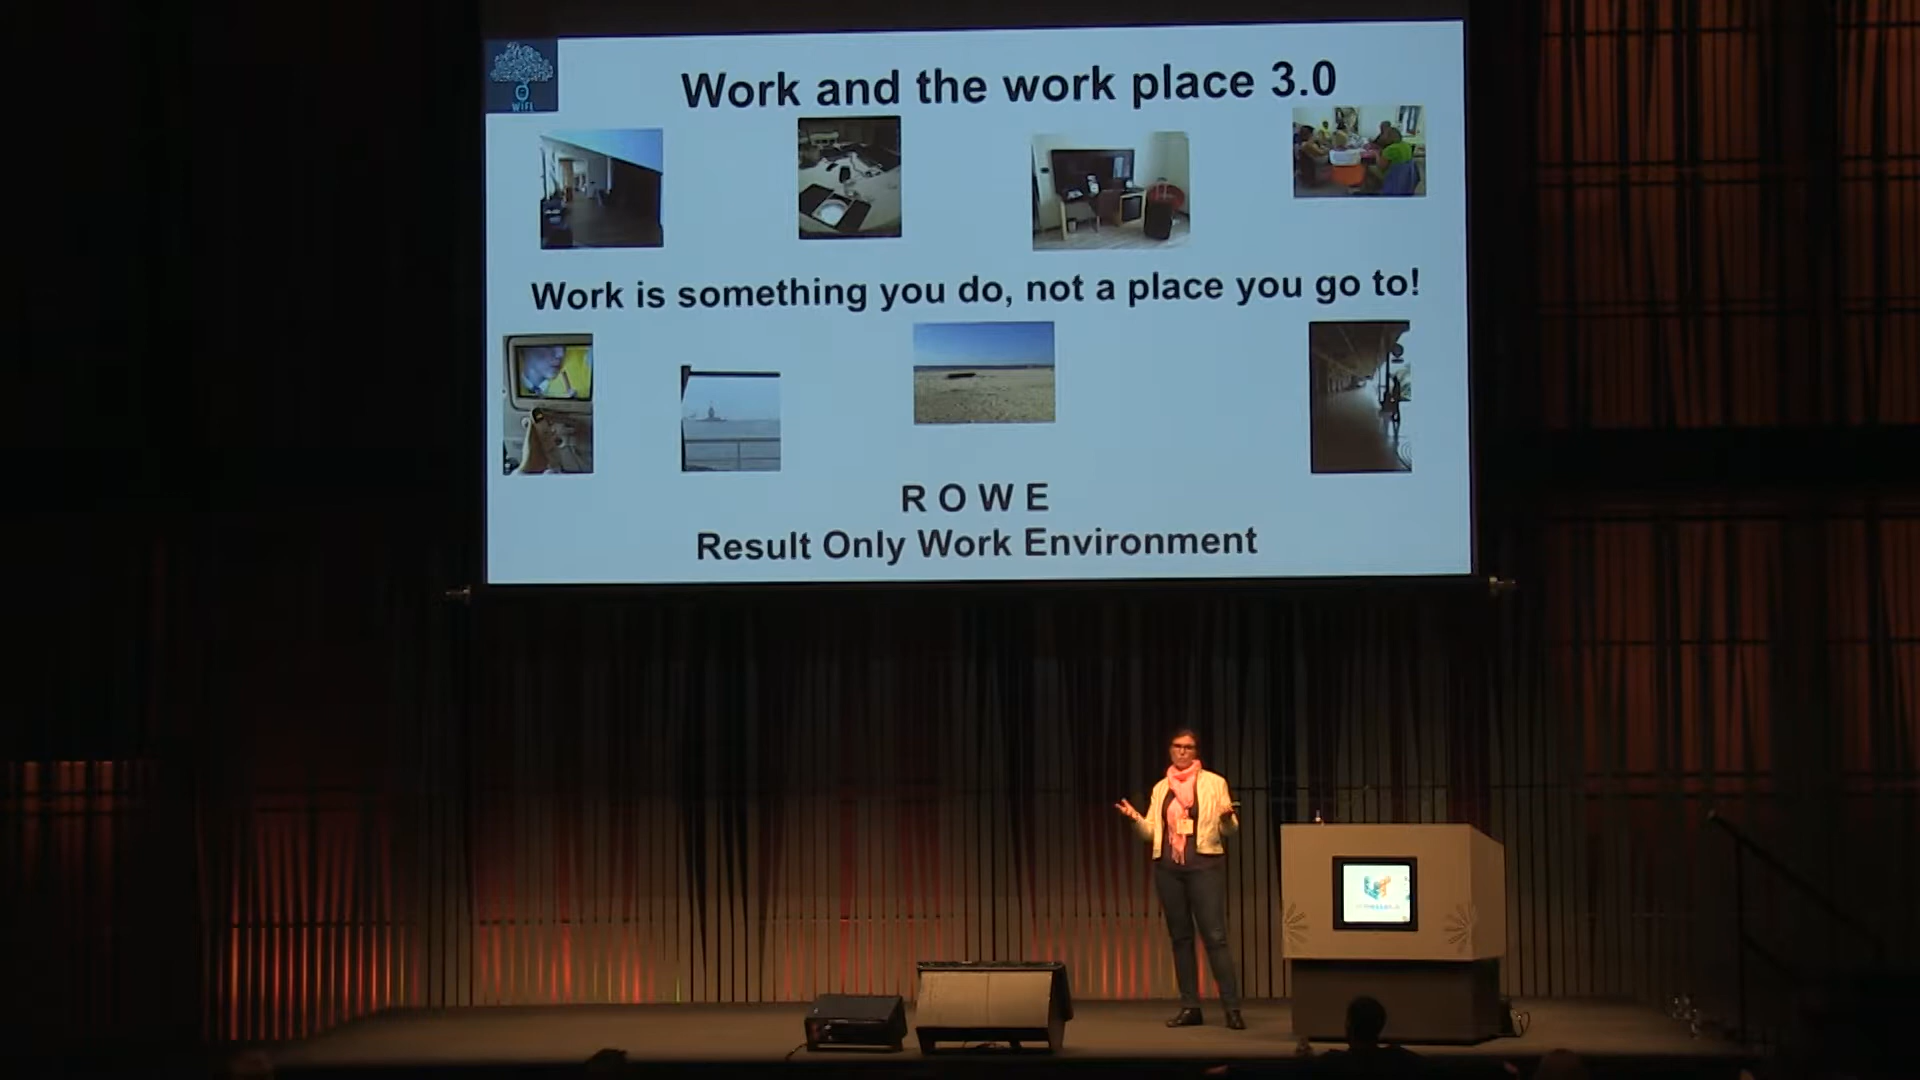 WIFI
Work and the work place 3.0
Work is something you do, not a place you go to!
R O W E
Result Only Work Environment